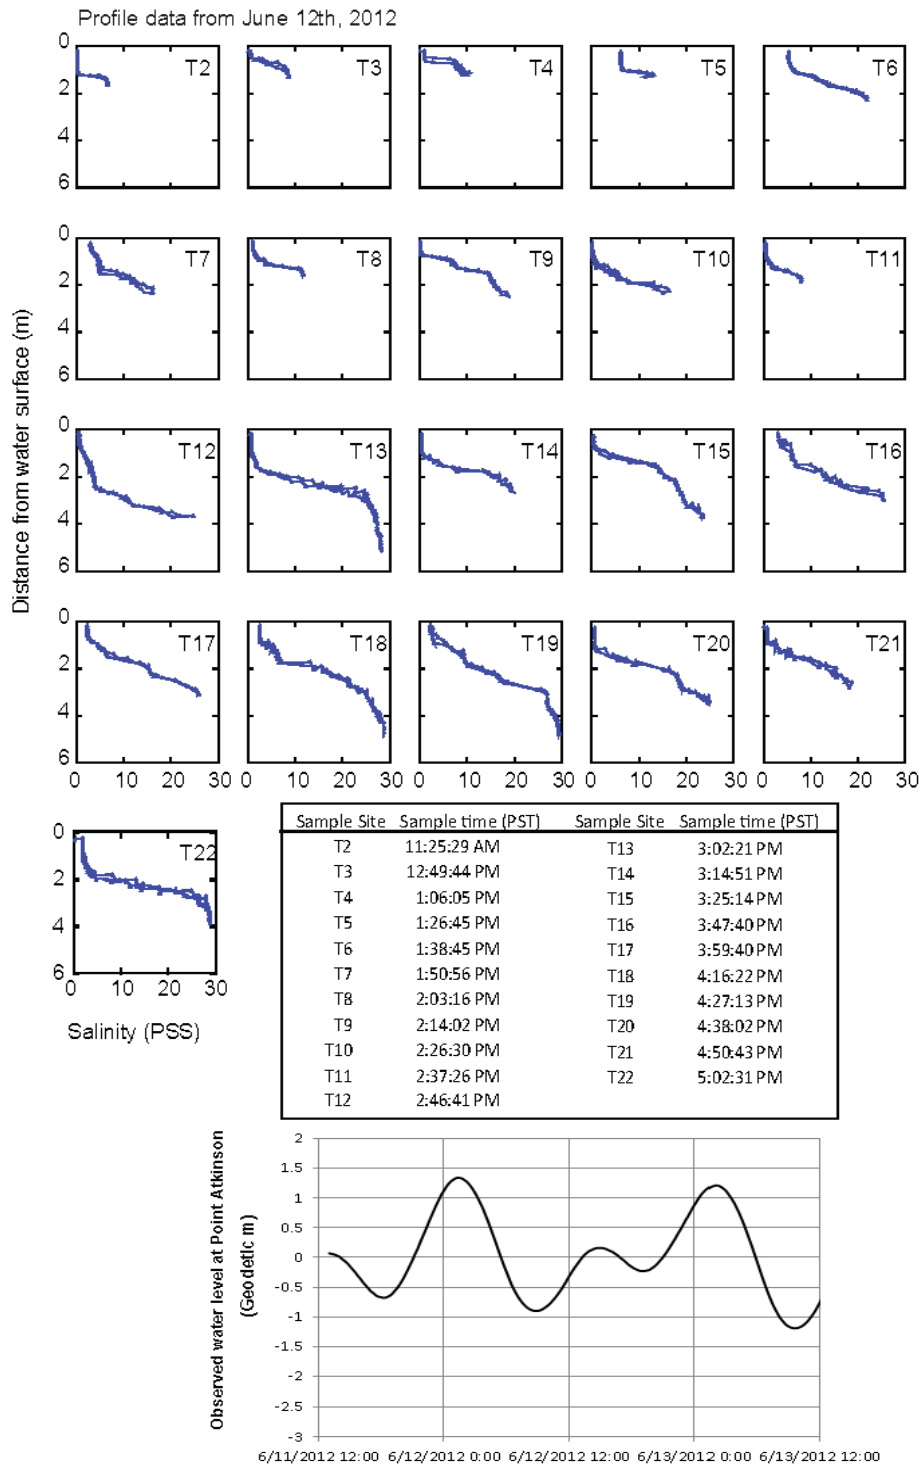 Profile data from June 12th, 2012
0
2
4
6
T2
T3
T4
T5
T6
0
2
4
6
T7
T8
T9
T10
T11
Distance from water surface (m)
0
2
4
6
T12
T13
T14
T15
T16
0
2
4
6
T17
T18
T19
T20
T21
0 10 20 30 0 10 20 30 0 10 20 30 0 10 20 30 0 10 20 30
0
2
4
6
T22
0 10 20 30
Salinity (PSS)
Sample Site Sample time (PST) Sample Site Sample time (PST)
T2 11:25:29 AM T13 3:02:21 PM
T3 12:49:44 PM T14 3:14:51 PM
T4 1:06:05 PM T15 3:25:14 PM
T5 1:26:45 PM T16 3:47:40 PM
T6 1:38:45 PM T17 3:59:40 PM
T7 1:50:56 PM T18 4:16:22 PM
T8 2:03:16 PM T19 4:27:13 PM
T9 2:14:02 PM T20 4:38:02 PM
T10 2:26:30 PM T21 4:50:43 PM
T11 2:37:26 PM T22 5:02:31 PM
T12 2:46:41 PM
Observed water level at Point Atkinson
(Geodetic m)
2
1.5
1
0.5
0
-0.5
-1
-1.5
-2
-2.5
-3
6/11/2012 12:00 6/12/2012 0:00 6/12/2012 12:00 6/13/2012 0:00 6/13/2012 12:00